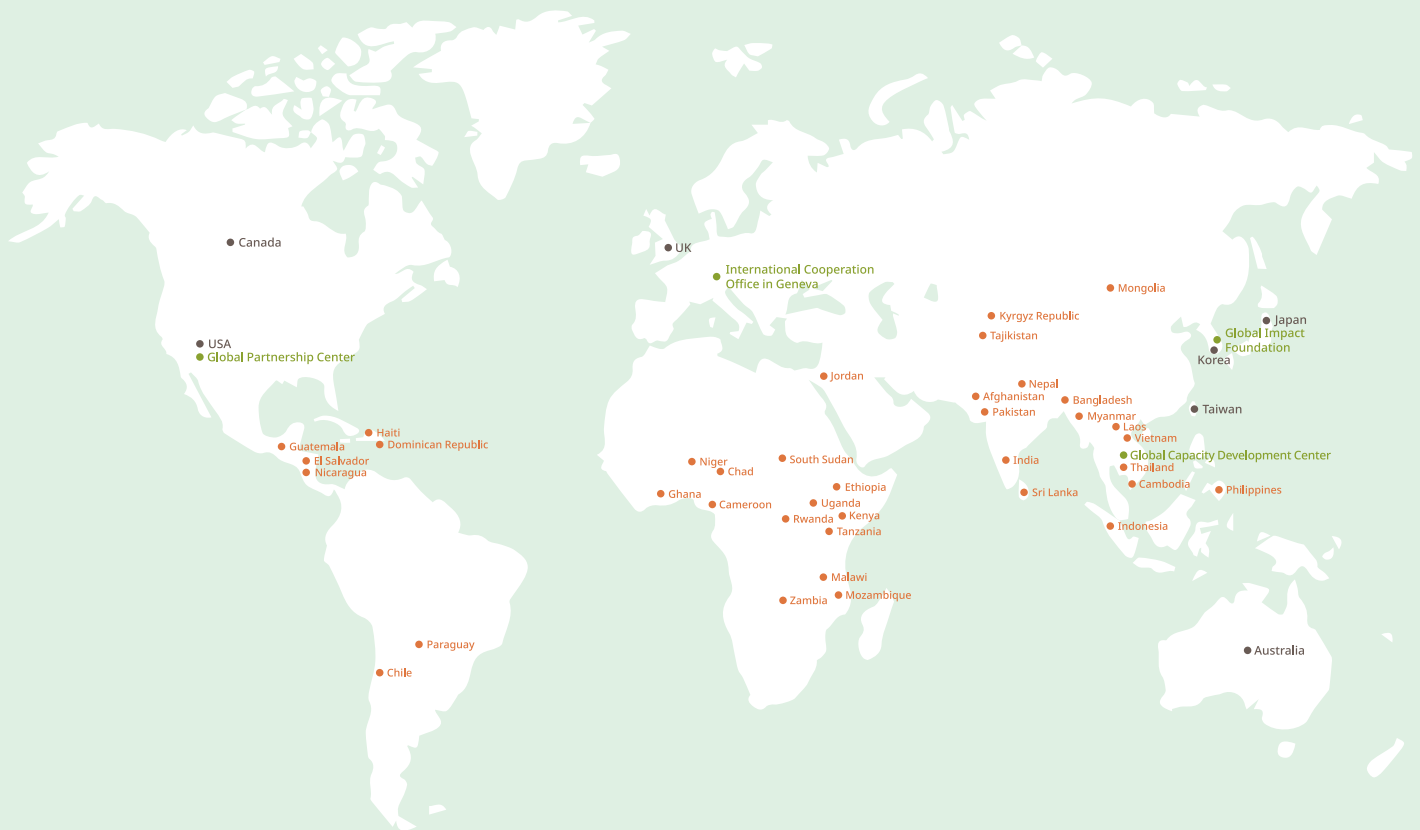 Canada
UK
International Cooperation
Office in Geneva
Mongolia
Kyrgyz Republic
Tajikistan
Japan
Global Impact
Foundation
Korea
USA
Global Partnership Center
Jordan
Nepal
Afghanistan
Bangladesh
Pakistan
Myanmar
Taiwan
Laos
Vietnam
Haiti
Dominican Republic
Guatemala
El Salvador
Nicaragua
Niger
Chad
South Sudan
India
Global Capacity Development Center
Thailand
Cambodia
Philippines
Sri Lanka
Ghana
Cameroon
Ethiopia
Uganda
Rwanda
Kenya
Tanzania
Indonesia
Malawi
Mozambique
Zambia
Paraguay
Chile
Australia